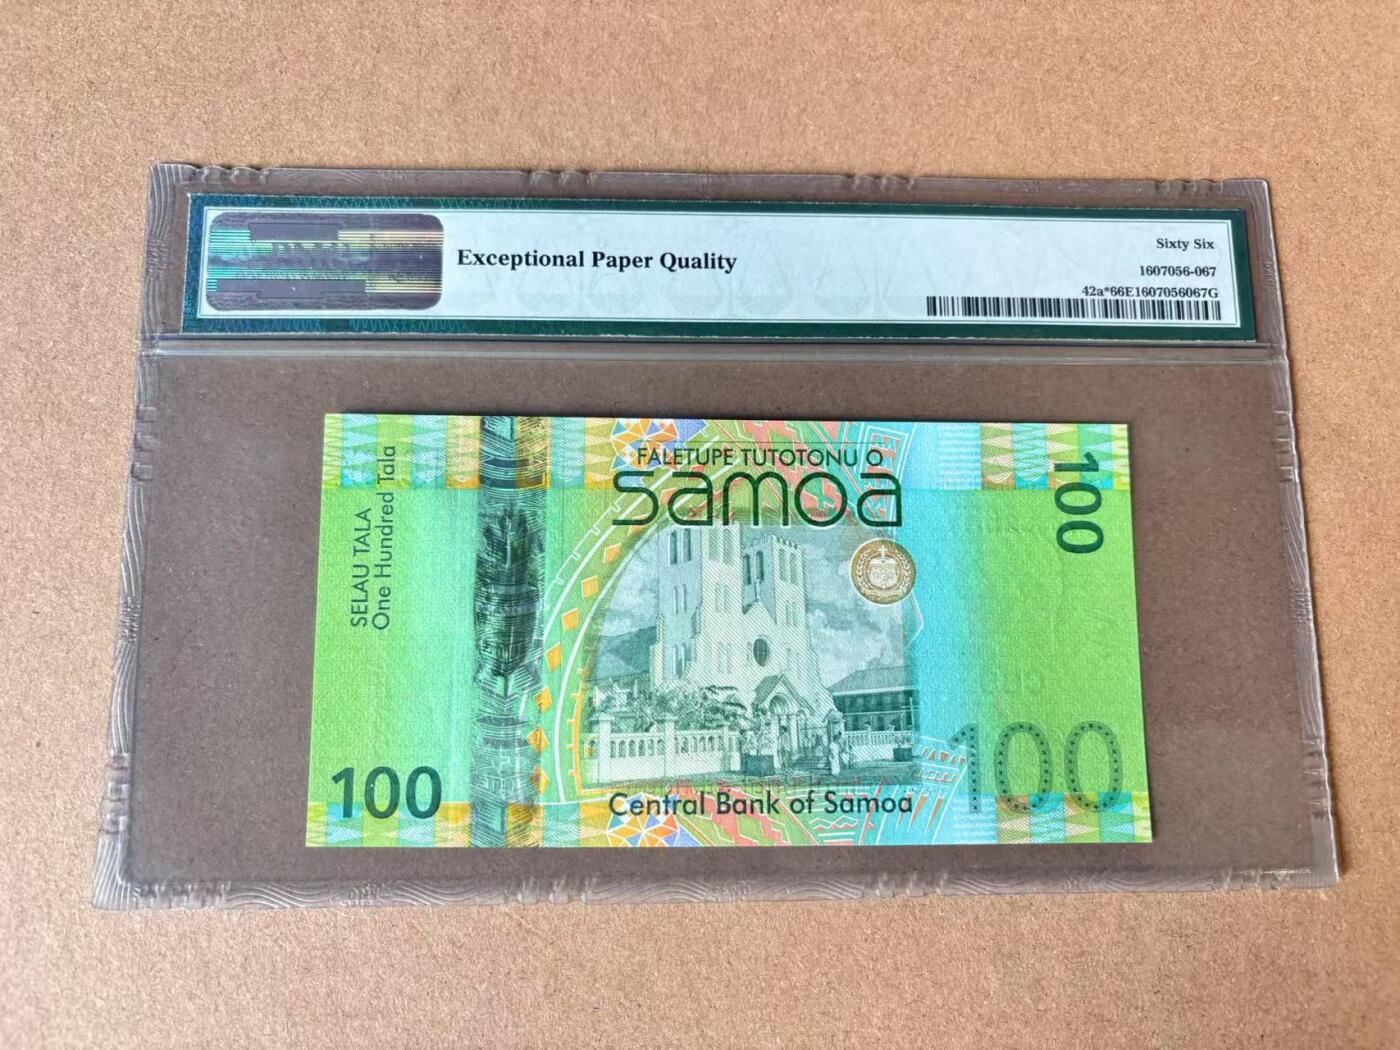 Exceptional Paper Quality
Sixty Six
1607056-067
42a*66E1607056067G
FALETUPE TUTOTONU O
samoa
100
SELAU TALA
One Hundred Tala
100
Central Bank of Samoa
100